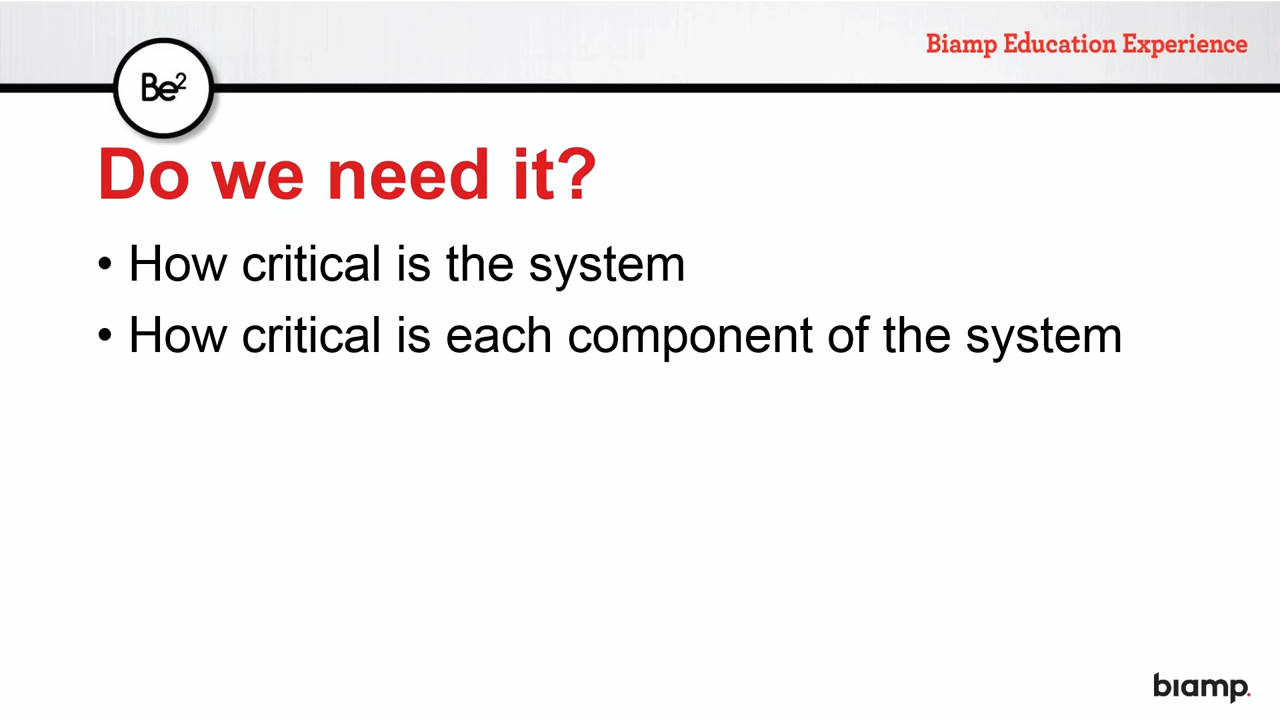 Biamp Education Experience
Be²
Do we need it?
• How critical is the system
• How critical is each component of the system
biamp.